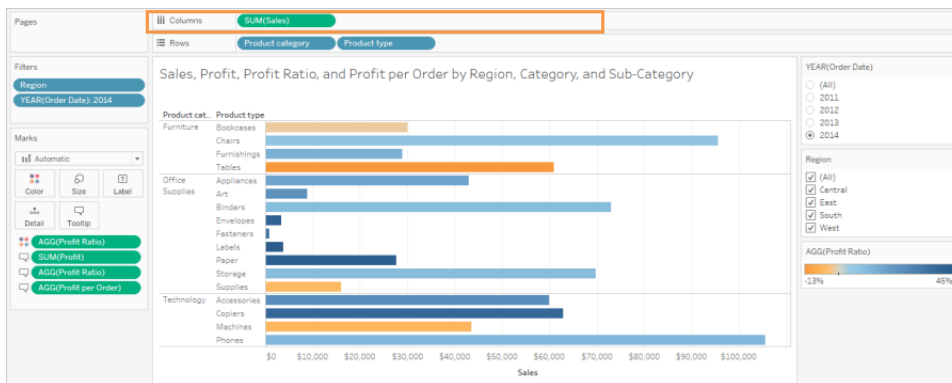 Pages
Columns
SUM(Sales)
Rows
Product category
Product type
Filters
Region
YEAR(Order Date): 2014
Marks
Automatic
Color
Size
Label
Detail
Tooltip
AGG(Profit Ratio)
SUM(Profit)
AGG(Profit Ratio)
AGG(Profit per Order)
Sales, Profit, Profit Ratio, and Profit per Order by Region, Category, and Sub-Category
Product cat.. Product type
Furniture
Bookcases
Chairs
Furnishings
Tables
Office
Supplies
Appliances
Art
Binders
Envelopes
Fasteners
Labels
Paper
Storage
Supplies
Technology
Accessories
Copiers
Machines
Phones
$0 $10,000 $20,000 $30,000 $40,000 $50,000 $60,000 $70,000 $80,000 $90,000 $100,000
Sales
YEAR(Order Date)
(All)
2011
2012
2013
2014
Region
(All)
Central
East
South
West
AGG(Profit Ratio)
-13% 46%